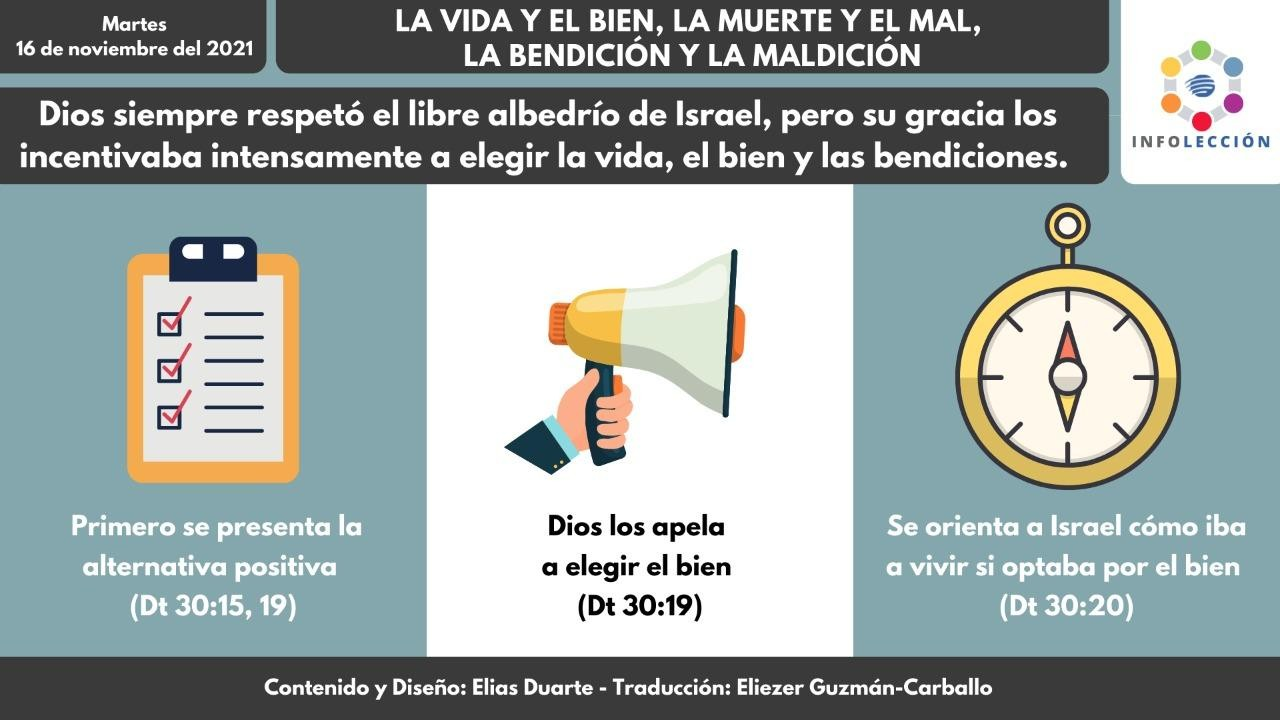 Martes
16 de noviembre del 2021
LA VIDA Y EL BIEN, LA MUERTE Y EL MAL,
LA BENDICIÓN Y LA MALDICIÓN
INFOLECCIÓN
Dios siempre respetó el libre albedrío de Israel, pero su gracia los
incentivaba intensamente a elegir la vida, el bien y las bendiciones.
Primero se presenta la
alternativa positiva
(Dt 30:15, 19)
Dios los apela
a elegir el bien
(Dt 30:19)
Se orienta a Israel cómo iba
a vivir si optaba por el bien
(Dt 30:20)
Contenido y Diseño: Elias Duarte - Traducción: Eliezer Guzmán-Carballo